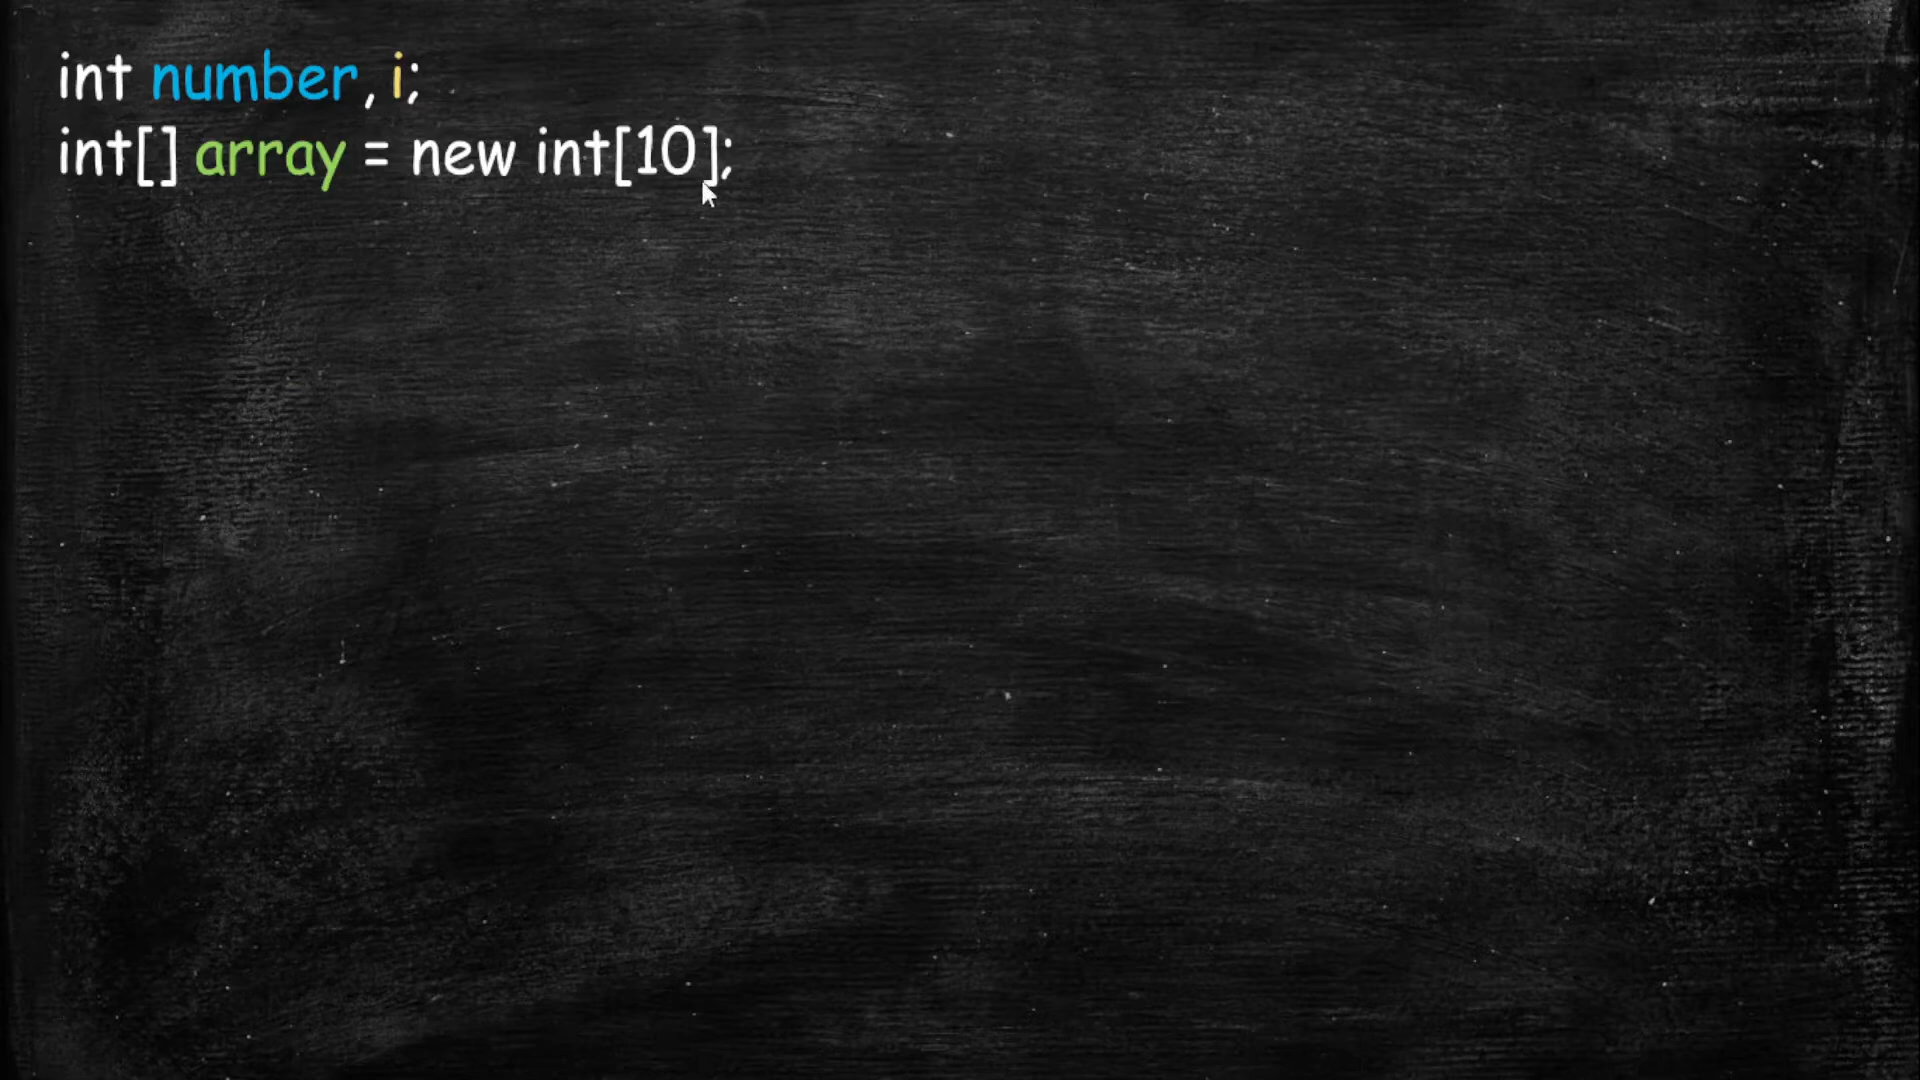 int number, i;
int[] array = new int[10];